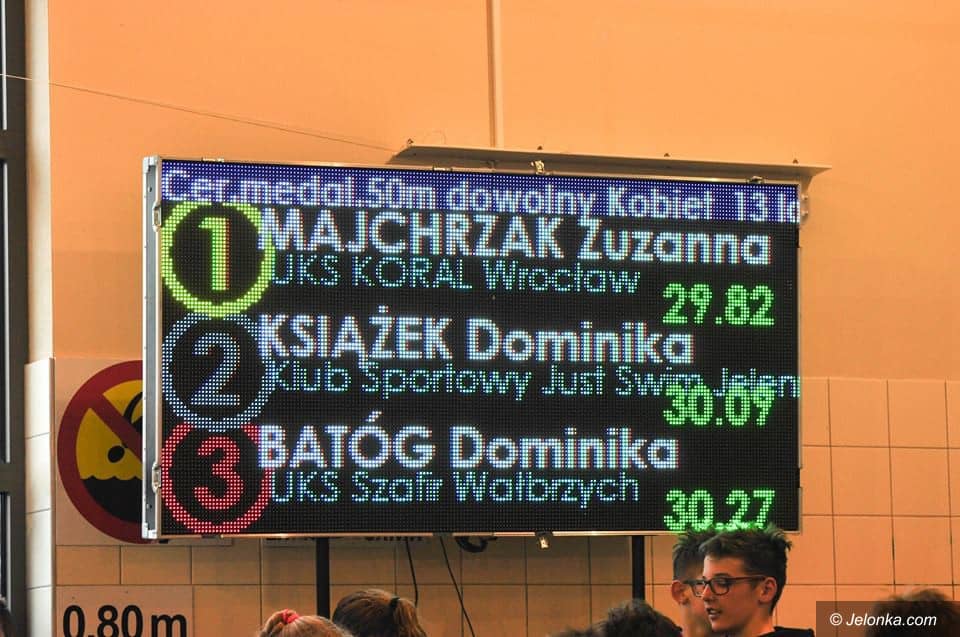 Cer.medal.50m dowolny Kobiet 13 l
1
MAJCHRZAK Zuzanna
UKS KORAL Wrocław
29.82
2
KSIĄŻEK Dominika
Klub Sportowy Just Swim Jelen
30.09
3
BATÓG Dominika
UKS Szafir Wałbrzych
30.27
0.80 m
© Jelonka.com